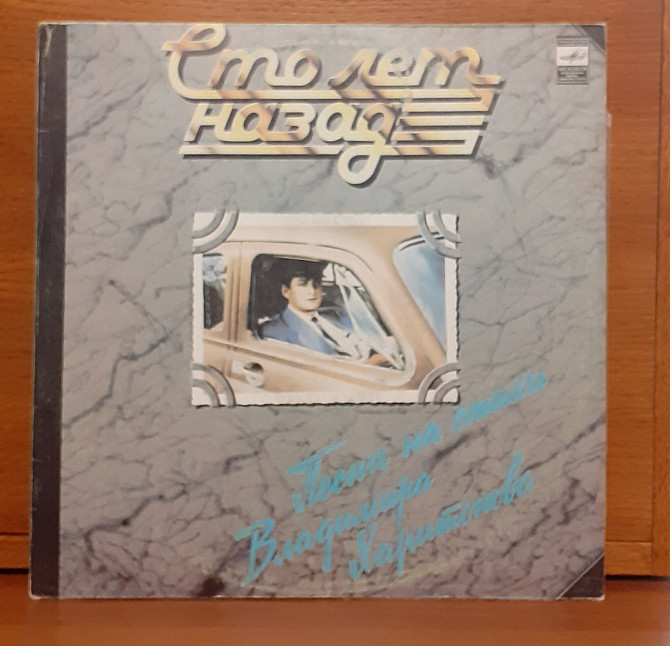 Сто лет
назад
Песни на стихи
Владимира
Харитонова